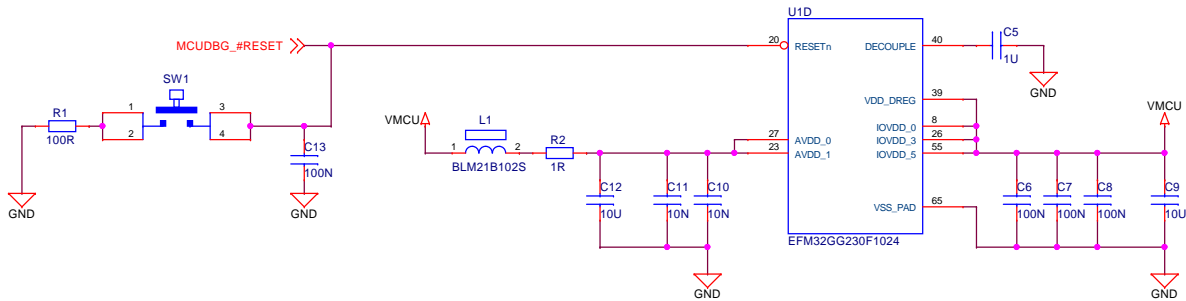 U1D
MCUDBG_#RESET
20
RESETn
DECOUPLE
40
C5
1U
GND
SW1
R1
100R
1
2
3
4
C13
100N
GND
GND
VMCU
L1
1
2
BLM21B102S
R2
1R
C12
10U
C11
10N
C10
10N
GND
27
AVDD_0
23
AVDD_1
VDD_DREG
39
IOVDD_0
8
IOVDD_3
26
IOVDD_5
55
VSS_PAD
65
EFM32GG230F1024
VMCU
C6
100N
C7
100N
C8
100N
C9
10U
GND